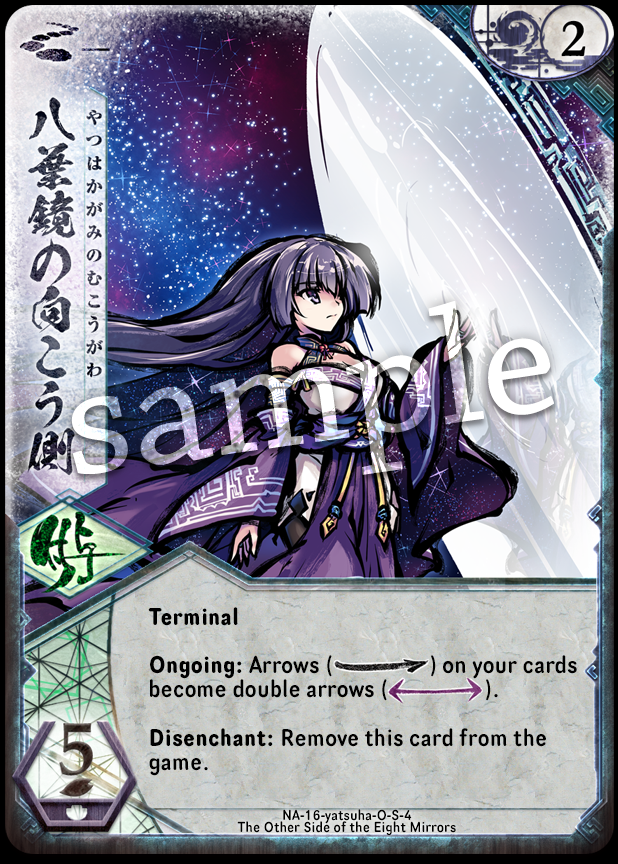 2
八葉鏡の向こう側
やつはかがみのむこうがわ
sample
付
Terminal
Ongoing: Arrows ( ) on your cards
become double arrows ( ).
Disenchant: Remove this card from the
game.
5
NA-16-yatsuha-O-S-4
The Other Side of the Eight Mirrors